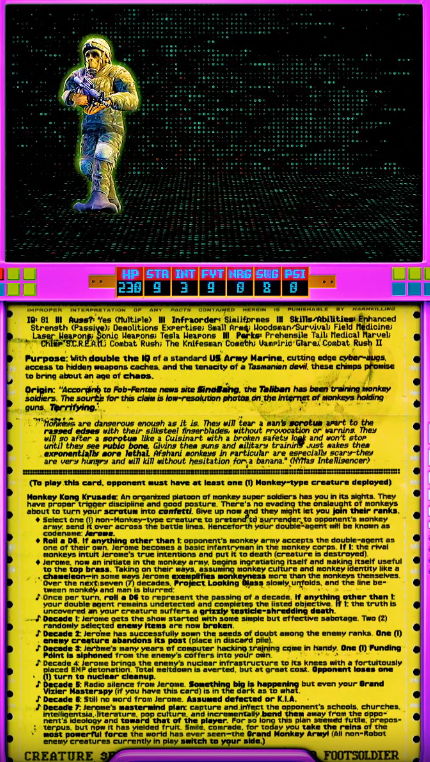 HP STR INT FYT NRG SWG PSI
230 9 3 9 0 8 0
IMPROPER INTERPRETATION OF ANY FACTS CONTAINED HEREIN IS PUNISHABLE BY
IQ: 81 III Auss? Yes (Multiple) III Infraorder: Simiiformes III Skills/Abilities: Enhanced
Strength (Passive); Demolitions Expertise; Small Arms; Woodsman/Survival; Field Medicine;
Laser Weapons; Sonic Weapons; Tesla Weapons III Perks: Prehensile Tail; Medical Marvel;
Chilla S.C.R.E.A.M.; Combat Rush; The Knifesman Cometh; Vampiric Glare; Combat Rush II
Purpose: With double the IQ of a standard US Army Marine, cutting edge cyber-augs,
access to hidden weapons caches, and the tenacity of a Tasmanian devil, these chimps promise
to bring about an age of chaos.
Origin: "According to Fob-Fentee news site SinoBang, the Taliban has been training monkey
soldiers. The source for this claim is low-resolution photos on the internet of monkeys holding
guns. Terrifying."
"Monkeys are dangerous enough as it is. They will tear a man's scrotum apart to the
ragged edges with their silksteel fingerblades, without provocation or warning. They
will go after a scrotum like a Cuisinart with a broken safety lock and won't stop
until they see pubic bone. Giving them guns and military training just makes them
exponentially more lethal. Afghani monkeys in particular are especially scary—they
are very hungry and will kill without hesitation for a banana." (NYMas Intelligencer)
(To play this card, opponent must have at least one (1) Monkey-type creature deployed)
Monkey Kong Krusade: An organized platoon of monkey super soldiers has you in its sights. They
have proper trigger discipline and good posture. There's no evading the onslaught of monkeys
about to turn your scrotum into confetti. Give up now and they might let you join their ranks.
♦ Select one (1) non-Monkey-type creature to pretend to surrender to opponent's monkey
army, send it over across the battle lines. Henceforth your double-agent will be known as
codename: Jerome.
♦ Roll a D6. If anything other than 1: opponent's monkey army accepts the double-agent as
one of their own. Jerome becomes a basic infantryman in the monkey corps. If 1: the rival
monkeys intuit Jerome's true intentions and put it to death (creature is destroyed).
♦ Jerome, now an initiate in the monkey army, begins ingratiating itself and making itself useful
to the top brass. Taking on their ways, assuming monkey culture and monkey identity like a
chameleon—in some ways Jerome exemplifies monkeyness more than the monkeys themselves.
Over the next seven (7) decades, Project Looking Glass slowly unfolds, and the line be-
tween monkey and man is blurred:
♪ Once per turn, roll a D6 to represent the passing of a decade. If anything other than 1:
your double agent remains undetected and completes the listed objective. If 1: the truth is
uncovered an your creature suffers a grizzly testicle-shredding death.
♪ Decade 1: Jerome gets the show started with some simple but effective sabotage. Two (2)
randomly selected enemy items are now broken.
♪ Decade 2: Jerome has successfully sown the seeds of doubt among the enemy ranks. One (1)
enemy creature abandons its post (place in discard pile).
♪ Decade 3: Jerome's many years of computer hacking training come in handy. One (1) Funding
Point is siphoned from the enemy's coffers into your own.
♪ Decade 4: Jerome brings the enemy's nuclear infrastructure to its knees with a fortuitously
placed EMP detonation. Total meltdown is averted, but at great cost. Opponent loses one
(1) turn to nuclear cleanup.
♪ Decade 5: Radio silence from Jerome. Something big is happening but even your Grand
Vizier Masterspy (if you have this card) is in the dark as to what.
♪ Decade 6: Still no word from Jerome. Assumed defected or K.I.A.
♪ Decade 7: Jerome's mastermind plan: capture and infect the opponent's schools, churches,
intelligentsia, literature, pop culture, and incrementally bend them away from the oppo-
nent's ideology and toward that of the player. For so long this plan seemed futile, prepos-
terous, but now it has yielded fruit. Smile, comrade, for today you take the reins of the
most powerful force the world has ever seen—the Grand Monkey Army (All non-Robot
enemy creatures currently in play switch to your side.)
CREATURE
FOOTSOLDIER